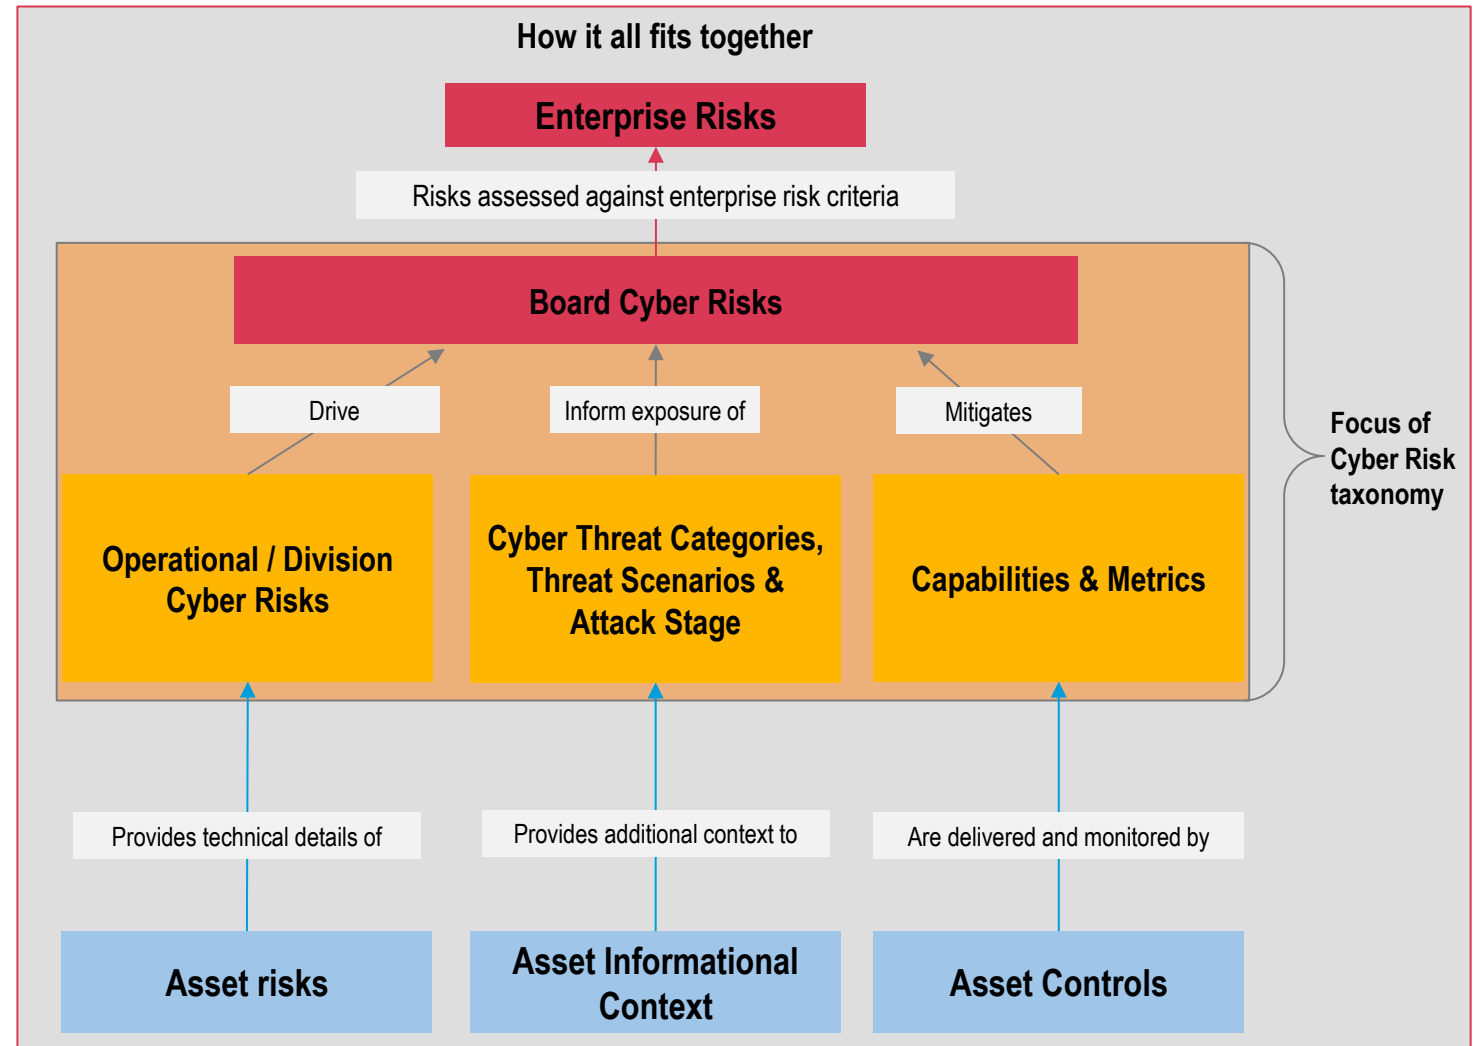 How it all fits together
Enterprise Risks
Risks assessed against enterprise risk criteria
Board Cyber Risks
Drive
Inform exposure of
Mitigates
Focus of
Cyber Risk
taxonomy
Operational / Division
Cyber Risks
Cyber Threat Categories,
Threat Scenarios &
Attack Stage
Capabilities & Metrics
Provides technical details of
Provides additional context to
Are delivered and monitored by
Asset risks
Asset Informational
Context
Asset Controls